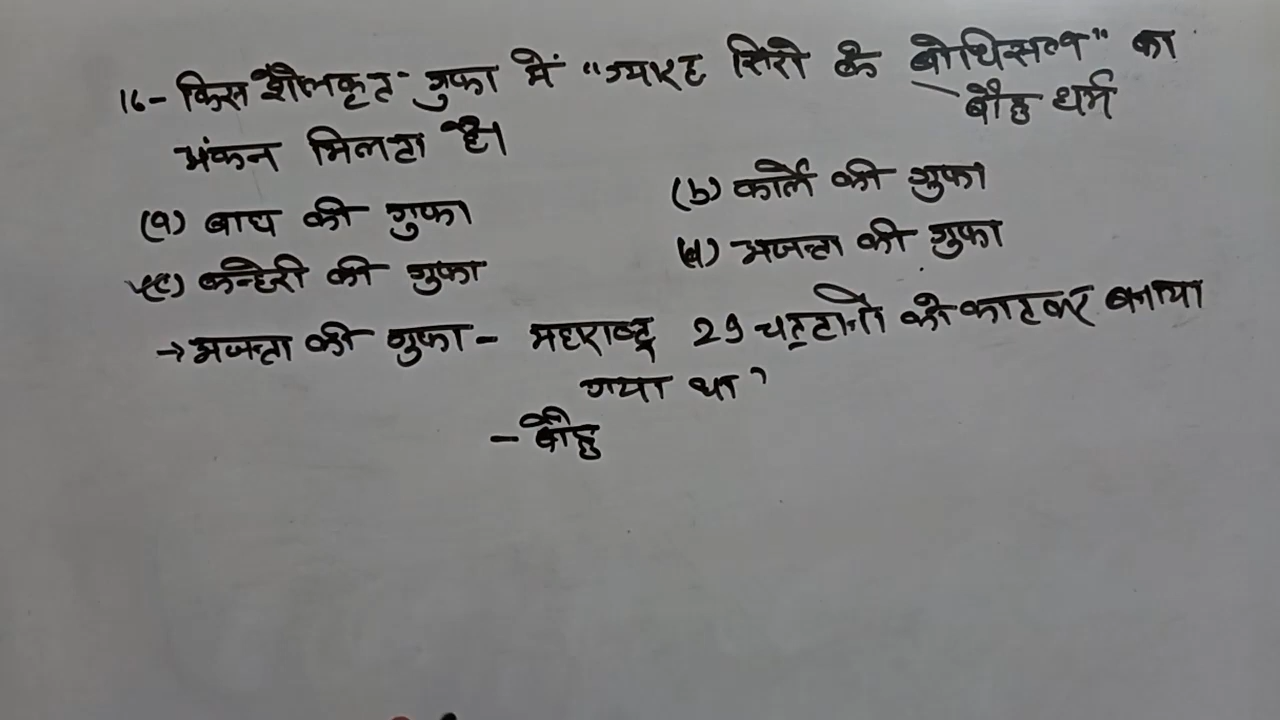 16- किस शैलकृत गुफा में "ग्यारह सिरो के बोधिसत्व" का
बौद्ध धर्म
अंकन मिलता है।
(a) बाघ की गुफा
(b) कार्ले की गुफा
(c) कन्हेरी की गुफा
(d) अजन्ता की गुफा
→ अजन्ता की गुफा - महाराष्ट्र 29 चट्टानो को काटकर बनाया
गया था
- बौद्ध